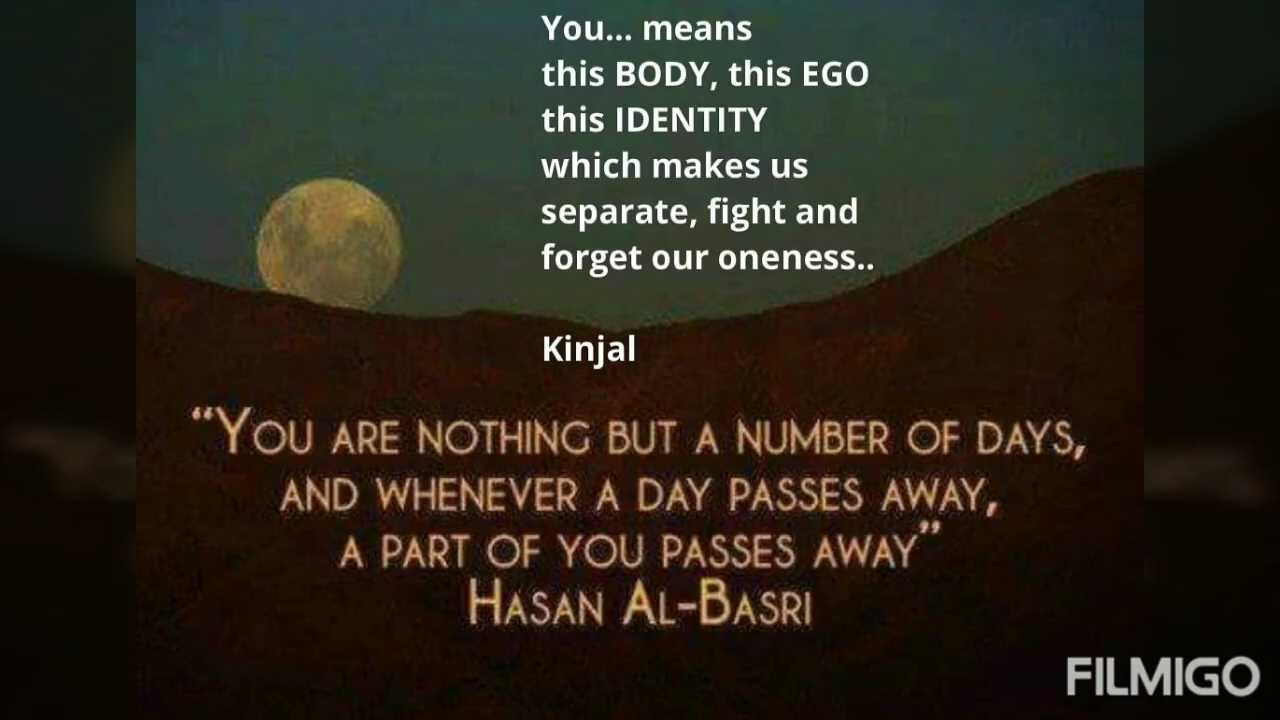 You... means
this BODY, this EGO
this IDENTITY
which makes us
separate, fight and
forget our oneness..
Kinjal
“YOU ARE NOTHING BUT A NUMBER OF DAYS,
AND WHENEVER A DAY PASSES AWAY,
A PART OF YOU PASSES AWAY”
HASAN AL-BASRI
FILMIGO